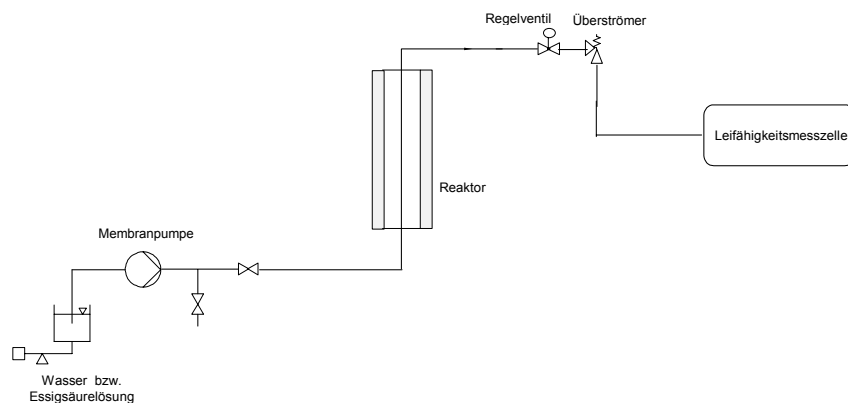 Regelventil
Überströmer
Leifähigkeitsmesszelle
Reaktor
Membranpumpe
Wasser bzw.
Essigsäurelösung